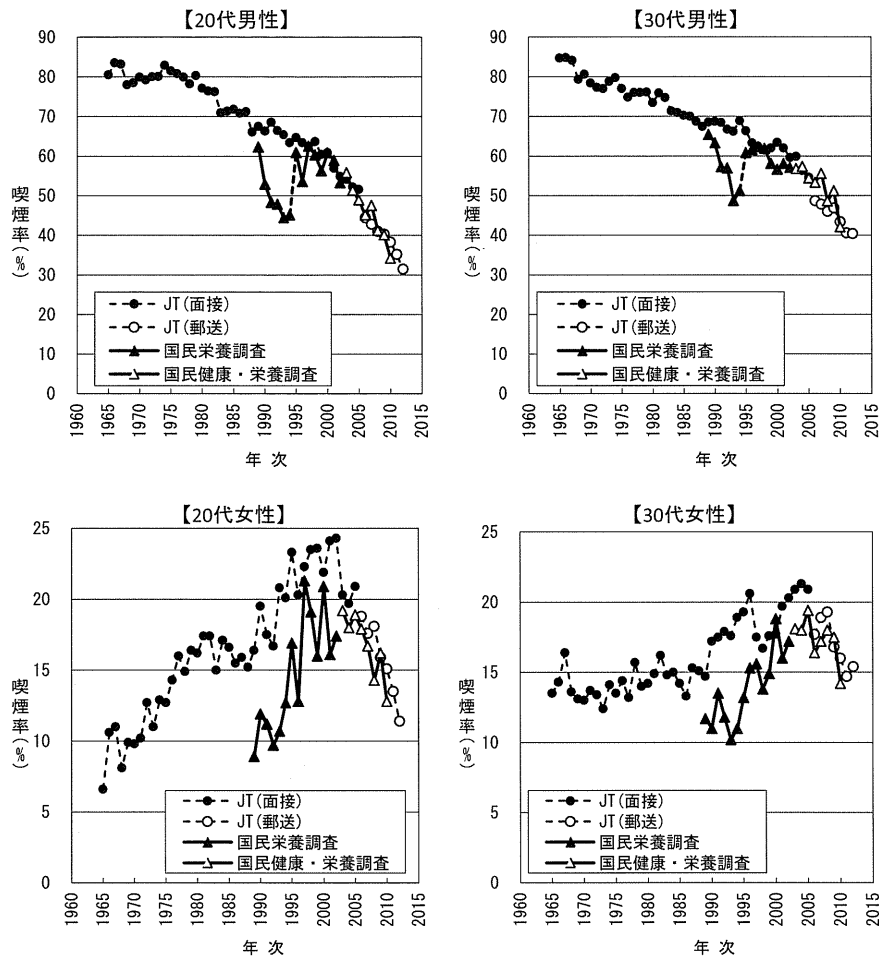 【20代男性】
90
80
70
60
50
40
30
20
10
0
喫煙率(%)
JT(面接)
JT(郵送)
国民栄養調査
国民健康・栄養調査
1960
1965
1970
1975
1980
1985
1990
1995
2000
2005
2010
2015
年次
【30代男性】
90
80
70
60
50
40
30
20
10
0
喫煙率(%)
JT(面接)
JT(郵送)
国民栄養調査
国民健康・栄養調査
1960
1965
1970
1975
1980
1985
1990
1995
2000
2005
2010
2015
年次
【20代女性】
25
20
15
10
5
0
喫煙率(%)
JT(面接)
JT(郵送)
国民栄養調査
国民健康・栄養調査
1960
1965
1970
1975
1980
1985
1990
1995
2000
2005
2010
2015
年次
【30代女性】
25
20
15
10
5
0
喫煙率(%)
JT(面接)
JT(郵送)
国民栄養調査
国民健康・栄養調査
1960
1965
1970
1975
1980
1985
1990
1995
2000
2005
2010
2015
年次